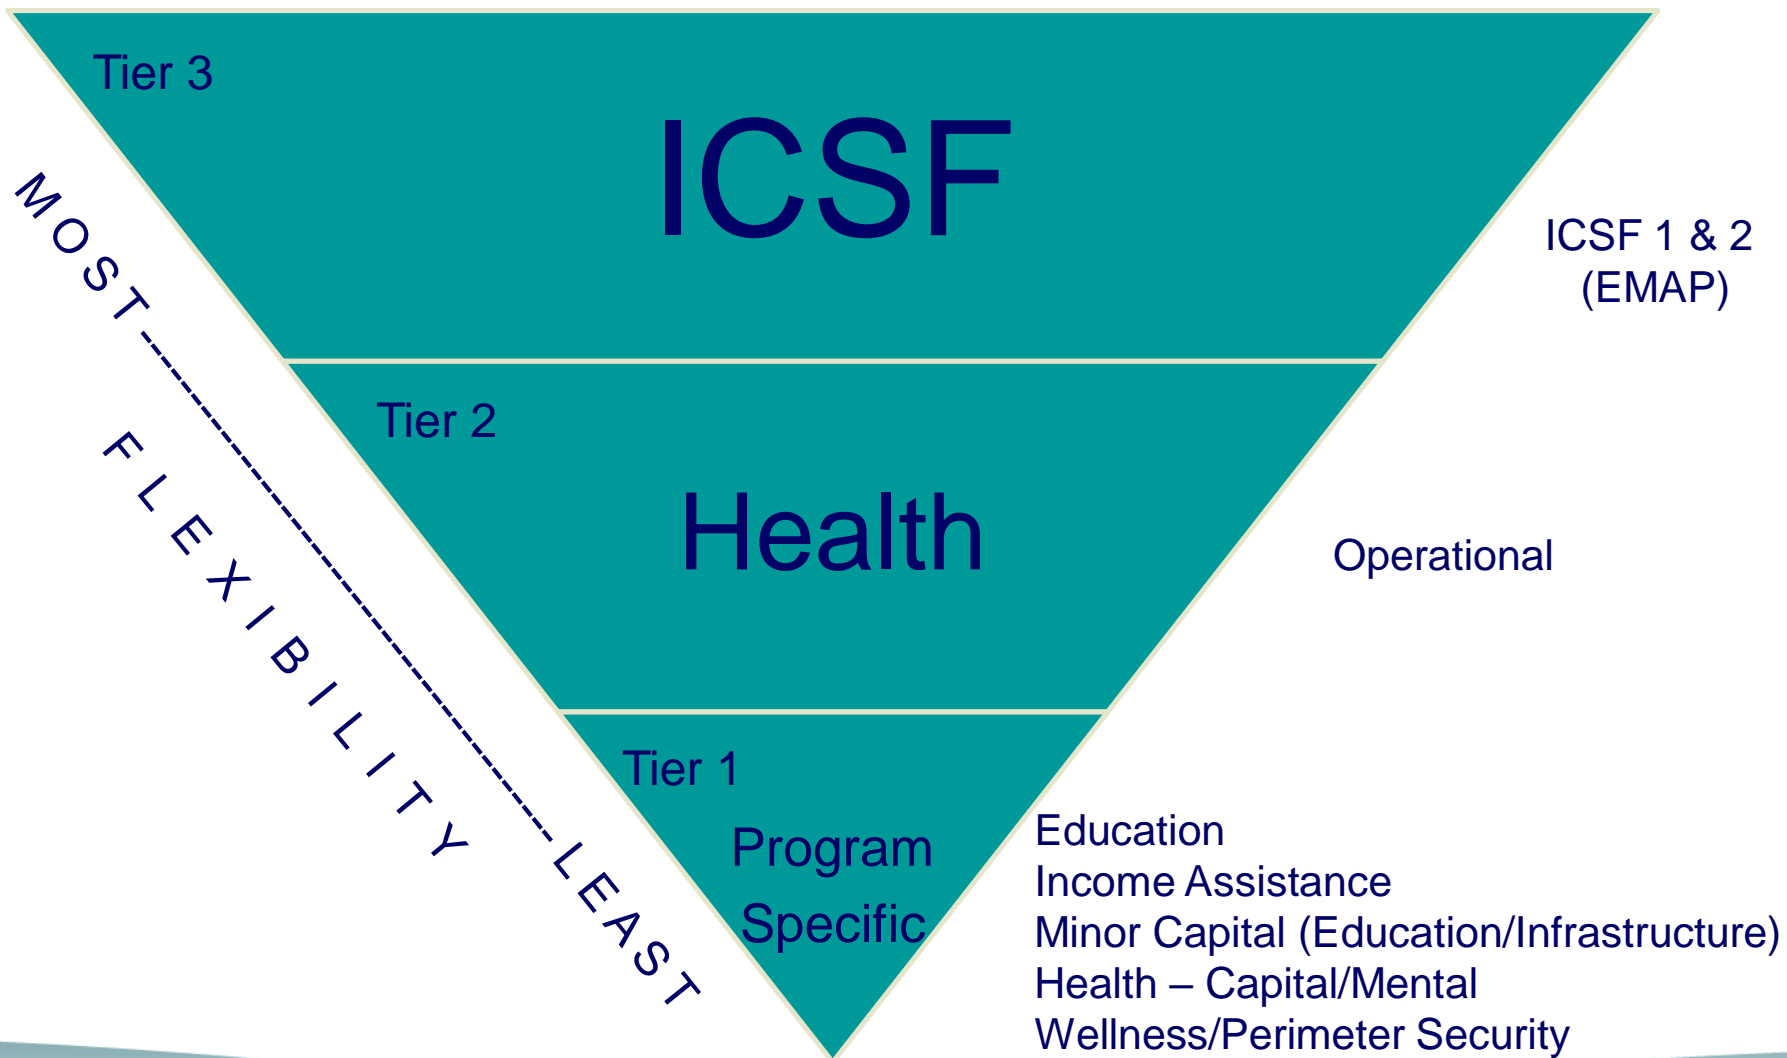 Tier 3
ICSF
ICSF 1 & 2
(EMAP)
MOST
FLEXIBILITY
LEAST
Tier 2
Health
Operational
Tier 1
Program
Specific
Education
Income Assistance
Minor Capital (Education/Infrastructure)
Health – Capital/Mental
Wellness/Perimeter Security